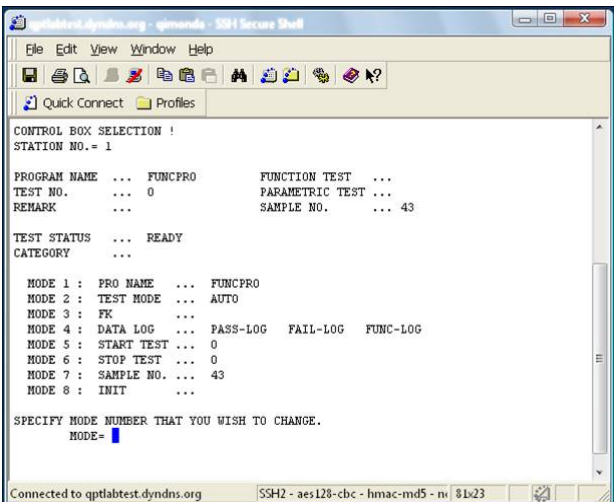 qptlabtest.dyndns.org - qimonda - SSH Secure Shell
File Edit View Window Help
Quick Connect Profiles
CONTROL BOX SELECTION !
STATION NO.= 1
PROGRAM NAME ... FUNCPRO FUNCTION TEST ...
TEST NO. ... 0 PARAMETRIC TEST ...
REMARK ... SAMPLE NO. ... 43
TEST STATUS ... READY
CATEGORY ...
MODE 1 : PRO NAME ... FUNCPRO
MODE 2 : TEST MODE ... AUTO
MODE 3 : FK ...
MODE 4 : DATA LOG ... PASS-LOG FAIL-LOG FUNC-LOG
MODE 5 : START TEST ... 0
MODE 6 : STOP TEST ... 0
MODE 7 : SAMPLE NO. ... 43
MODE 8 : INIT ...
SPECIFY MODE NUMBER THAT YOU WISH TO CHANGE.
MODE=
Connected to qptlabtest.dyndns.org SSH2 - aes128-cbc - hmac-md5 - 81x23